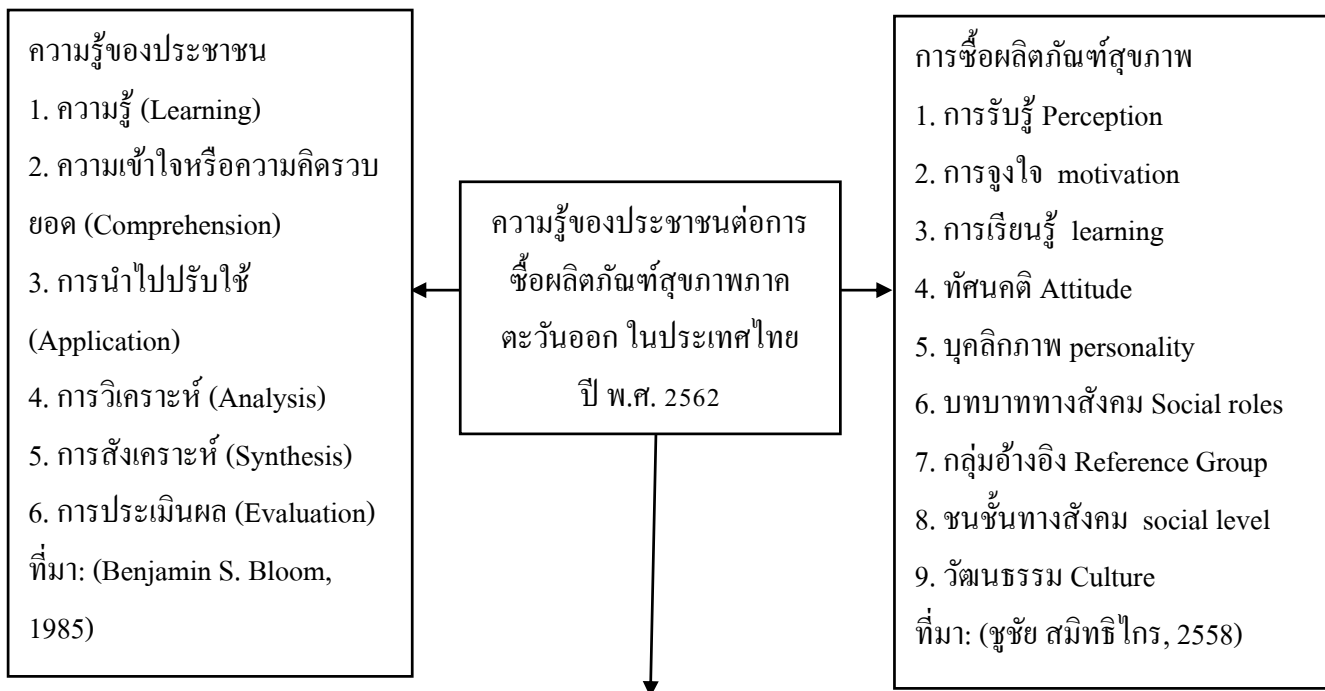 ความรู้ของประชาชน
1. ความรู้ (Learning)
2. ความเข้าใจหรือความคิดรวบ
ยอด (Comprehension)
3. การนำไปปรับใช้
(Application)
4. การวิเคราะห์ (Analysis)
5. การสังเคราะห์ (Synthesis)
6. การประเมินผล (Evaluation)
ที่มา: (Benjamin S. Bloom,
1985)
ความรู้ของประชาชนต่อการ
ซื้อผลิตภัณฑ์สุขภาพภาค
ตะวันออก ในประเทศไทย
ปี พ.ศ. 2562
การซื้อผลิตภัณฑ์สุขภาพ
1. การรับรู้ Perception
2. การจูงใจ motivation
3. การเรียนรู้ learning
4. ทัศนคติ Attitude
5. บุคลิกภาพ personality
6. บทบาททางสังคม Social roles
7. กลุ่มอ้างอิง Reference Group
8. ชนชั้นทางสังคม social level
9. วัฒนธรรม Culture
ที่มา: (ชูชัย สมิทธิไกร, 2558)